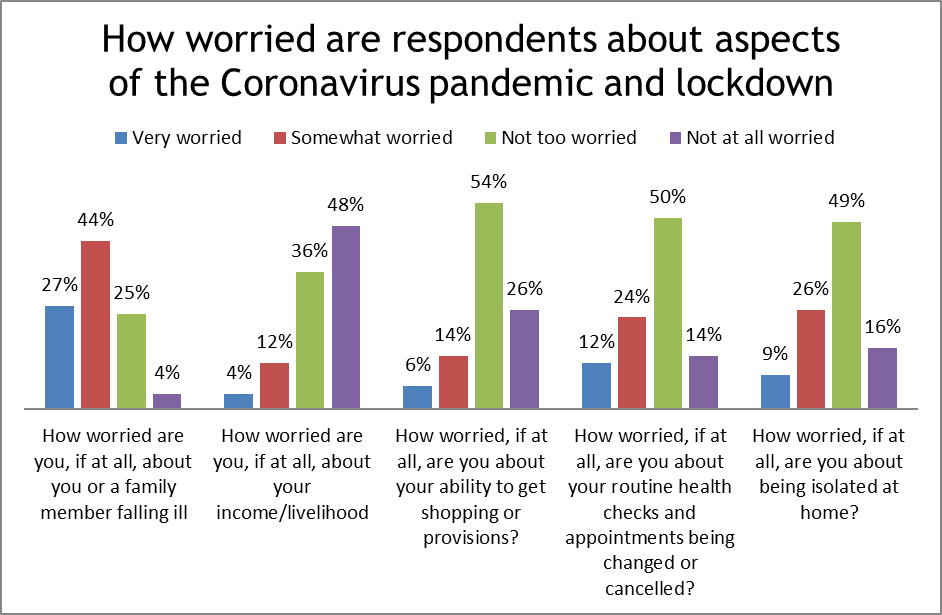 How worried are respondents about aspects
of the Coronavirus pandemic and lockdown
Very worried
Somewhat worried
Not too worried
Not at all worried
27%
44%
25%
4%
4%
12%
36%
48%
6%
14%
54%
26%
12%
24%
50%
14%
9%
26%
49%
16%
How worried are
you, if at all, about
you or a family
member falling ill
How worried are
you, if at all, about
your
income/livelihood
How worried, if at
all, are you about
your ability to get
shopping or
provisions?
How worried, if at
all, are you about
your routine health
checks and
appointments being
changed or
cancelled?
How worried, if at
all, are you about
being isolated at
home?